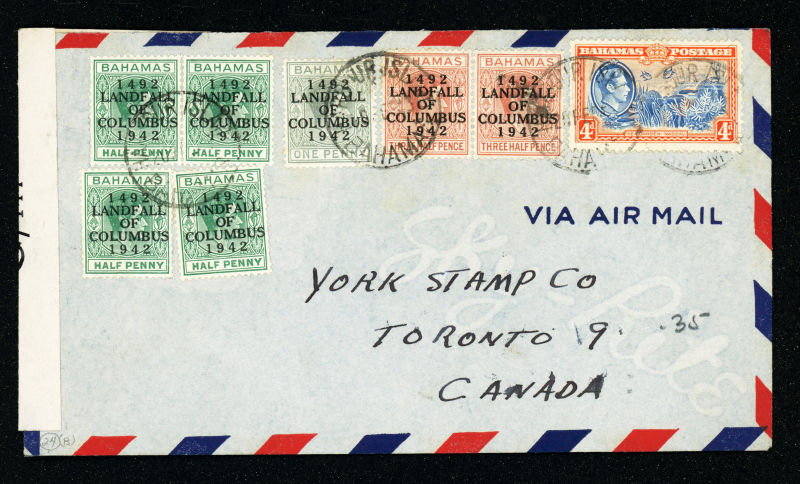 BAHAMAS
1492
LANDFALL
OF
COLUMBUS
1942
HALF PENNY
BAHAMAS
1492
LANDFALL
OF
COLUMBUS
1942
HALF PENNY
BAHAMAS
1492
LANDFALL
OF
COLUMBUS
1942
ONE PENNY
1492
LANDFALL
OF
COLUMBUS
1942
THREE HALF PENCE
BAHAMAS
1492
LANDFALL
OF
COLUMBUS
1942
THREE HALF PENCE
BAHAMAS POSTAGE
4d 4d
BAHAMAS
1492
LANDFALL
OF
COLUMBUS
1942
HALF PENNY
BAHAMAS
1492
LANDFALL
OF
COLUMBUS
1942
HALF PENNY
VIA AIR MAIL
YORK STAMP CO
TORONTO 9 .35
CANADA
Sky-Rite
24 B